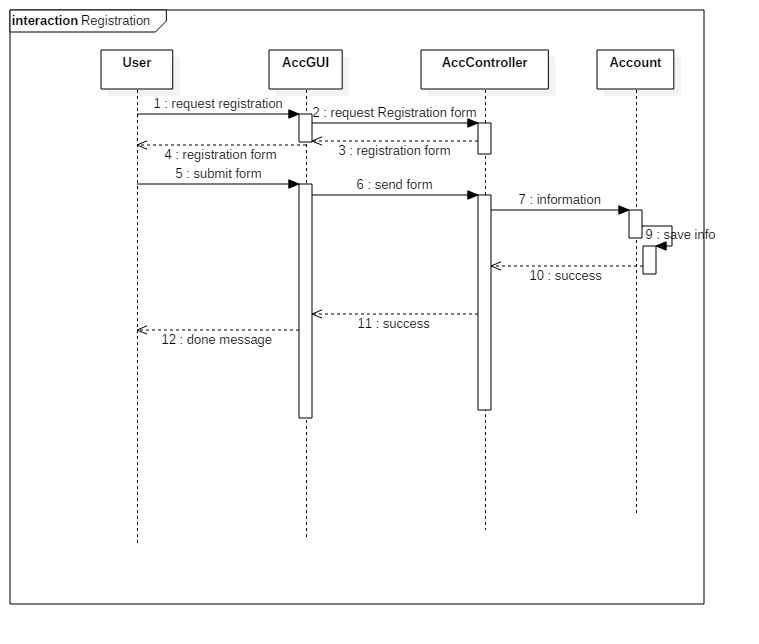 interaction Registration
User
AccGUI
AccController
Account
1 : request registration
2 : request Registration form
3 : registration form
4 : registration form
5 : submit form
6 : send form
7 : information
9 : save info
10 : success
11 : success
12 : done message